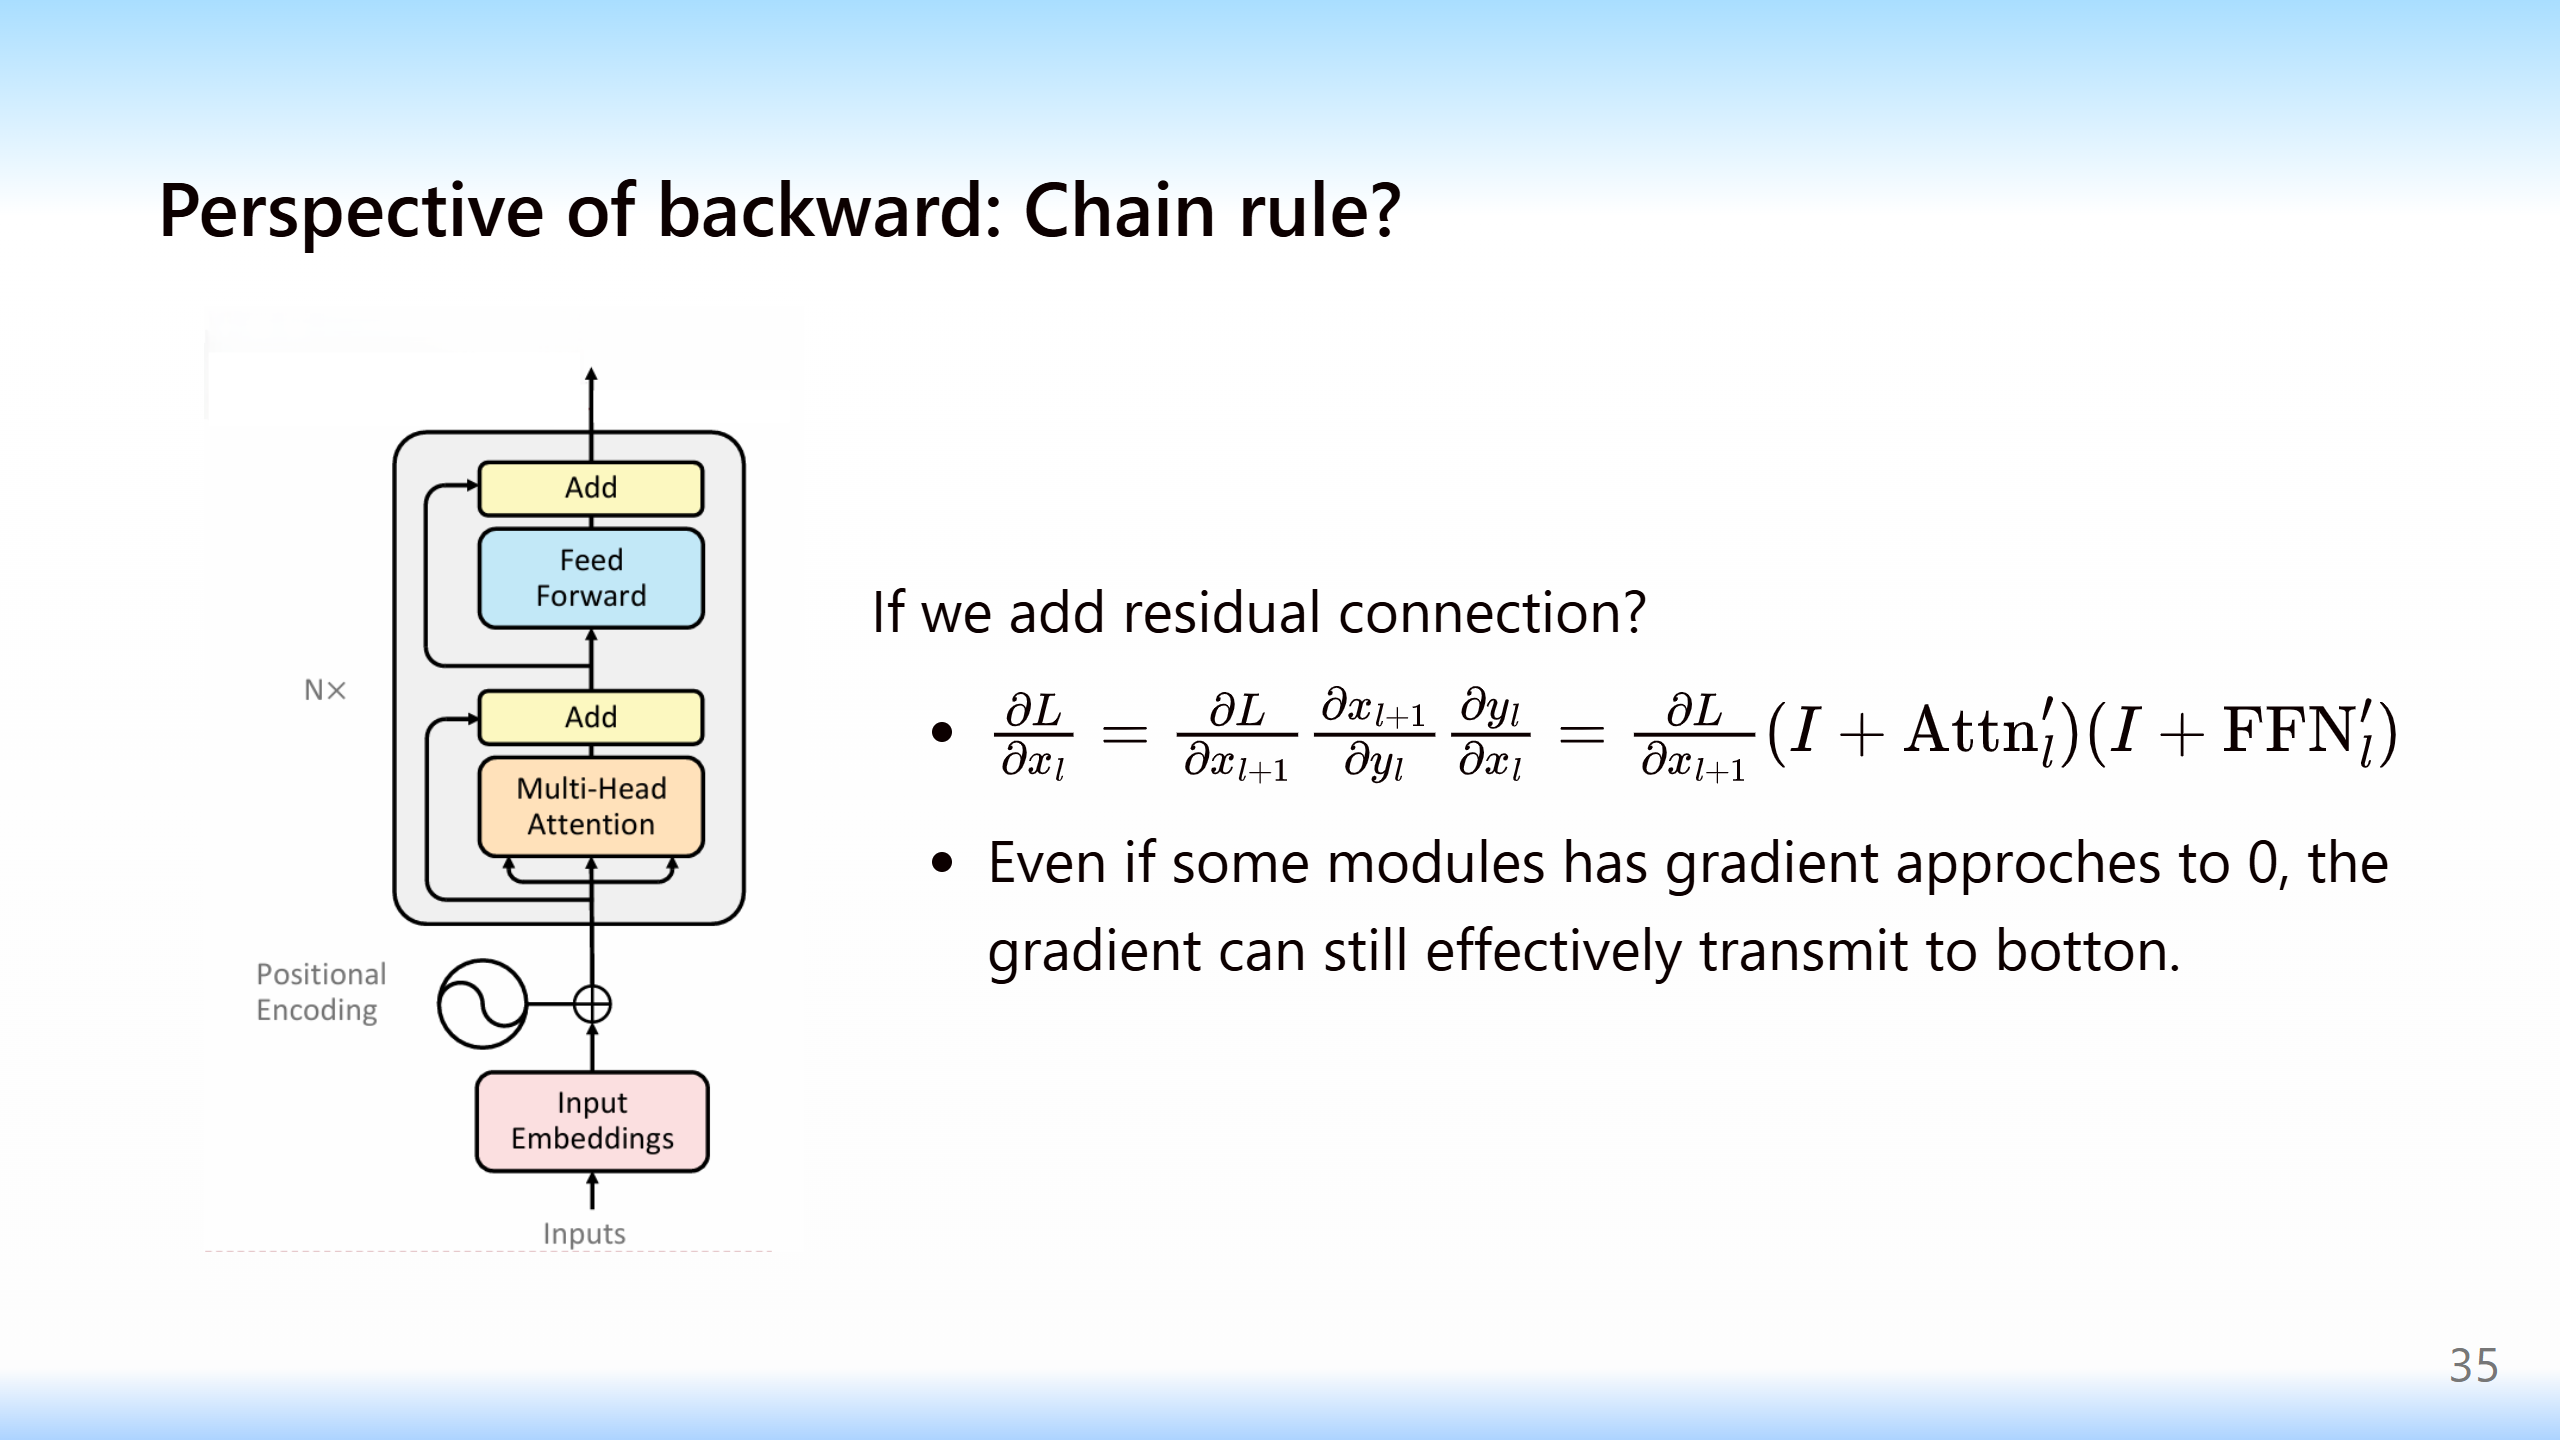 Perspective of backward: Chain rule?
Add
Feed
Forward
N×
Add
Multi-Head
Attention
Positional
Encoding
Input
Embeddings
Inputs
If we add residual connection?
• ∂L/∂x_l = ∂L/∂x_{l+1} ∂x_{l+1}/∂y_l ∂y_l/∂x_l = ∂L/∂x_{l+1} (I + Attn′_l)(I + FFN′_l)
• Even if some modules has gradient approches to 0, the
gradient can still effectively transmit to botton.
35